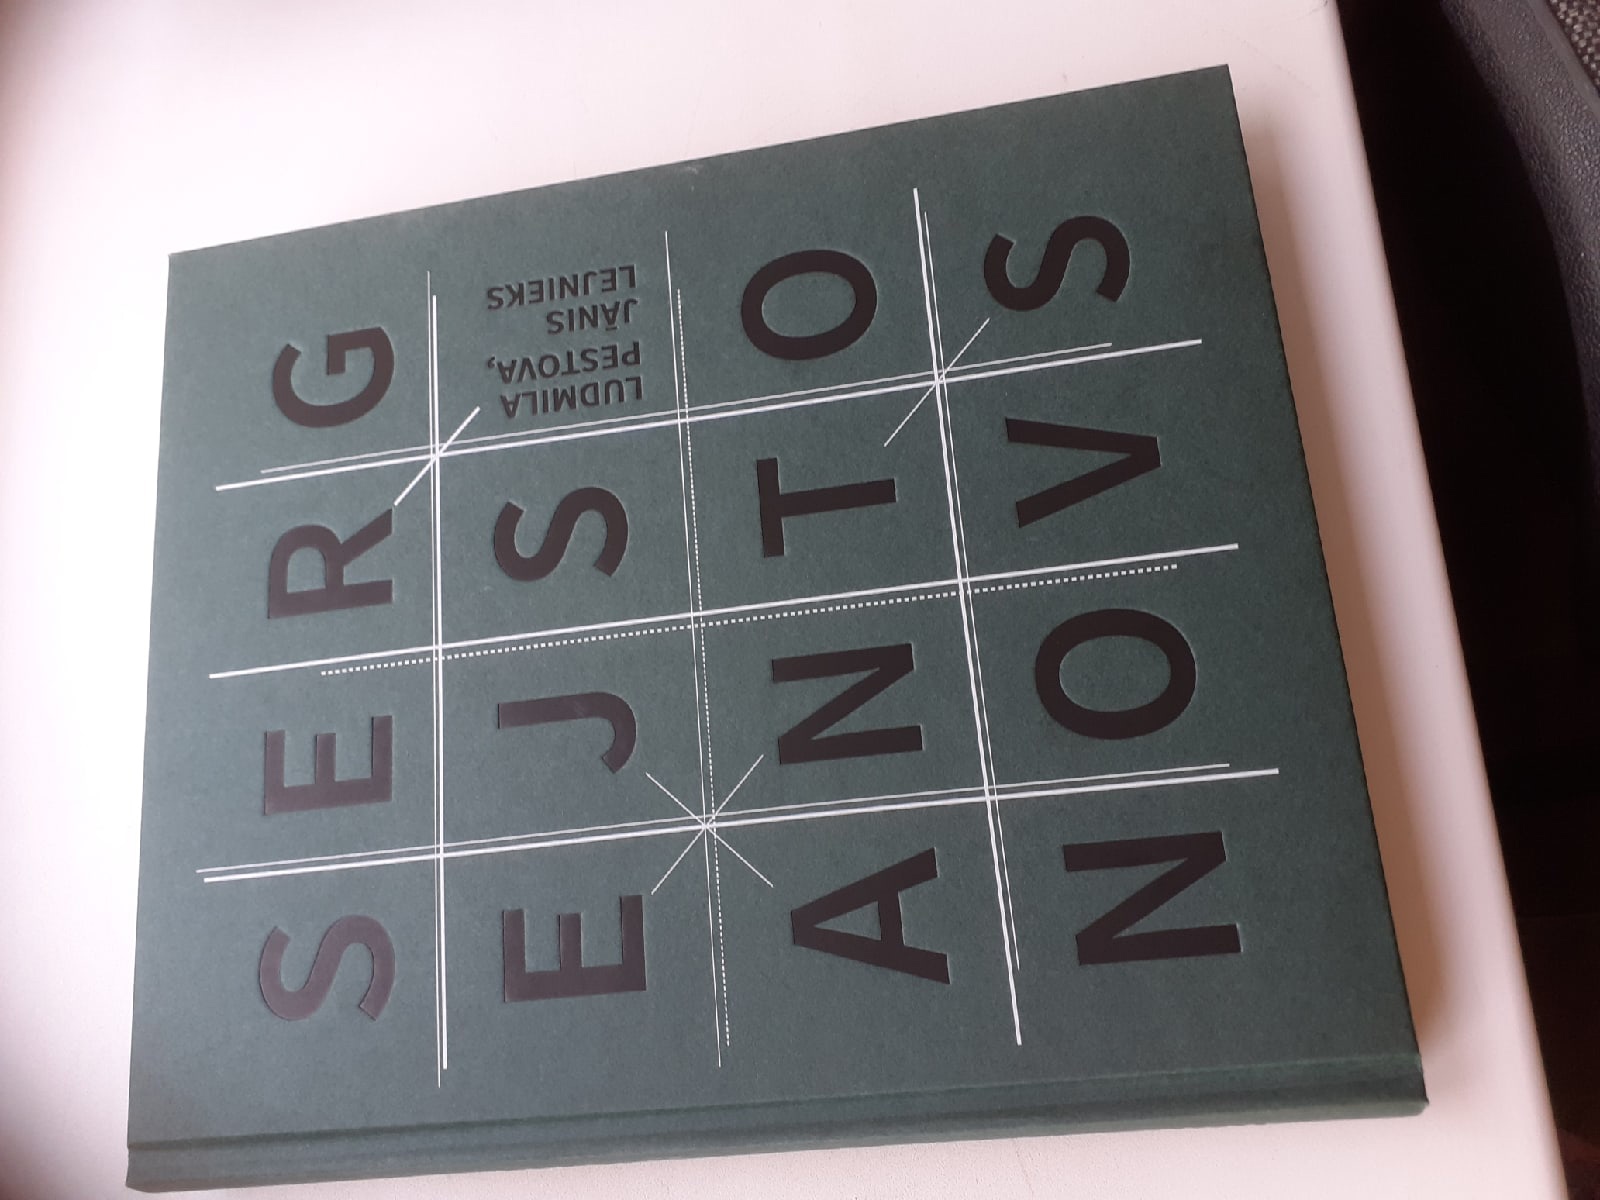 SERG
EJS
LUDMILA
PESTOVA,
JĀNIS
LEJNIEKS
ANTO
NOVS